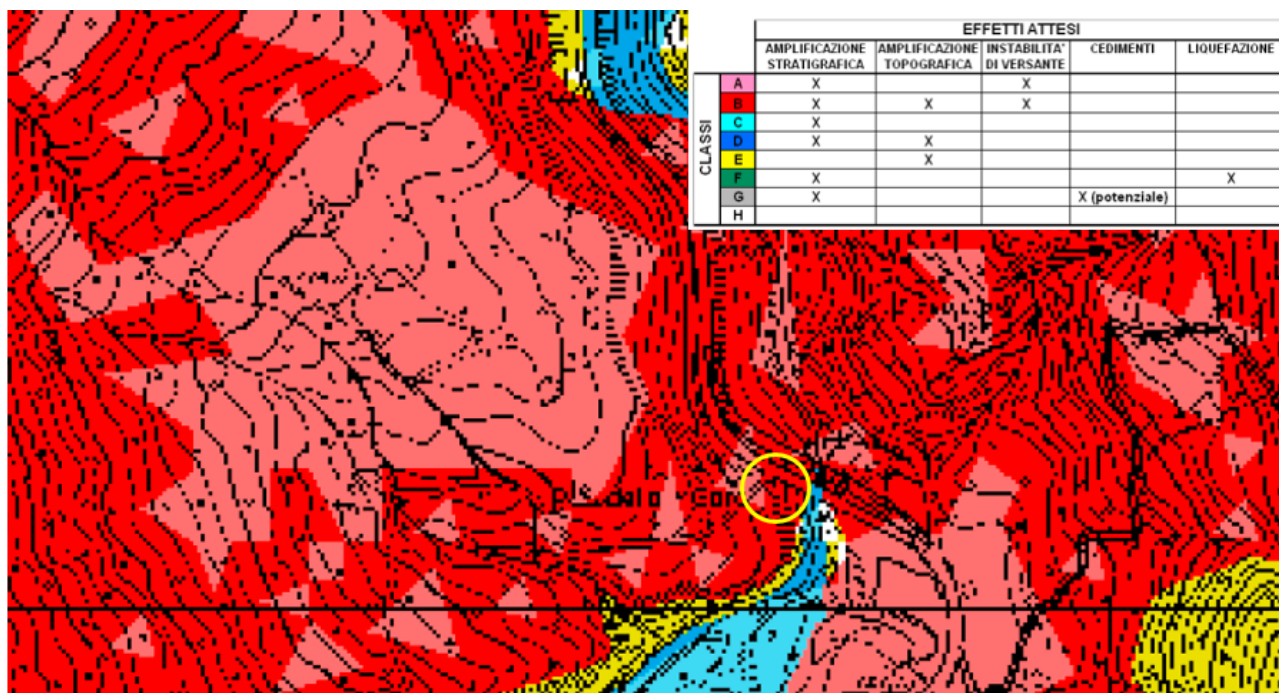 EFFETTI ATTESI
AMPLIFICAZIONE STRATIGRAFICA AMPLIFICAZIONE TOPOGRAFICA INSTABILITA' DI VERSANTE CEDIMENTI LIQUEFAZIONE
CLASSI
A X X
B X X X
C X
D X X
E X
F X X
G X X (potenziale)
H